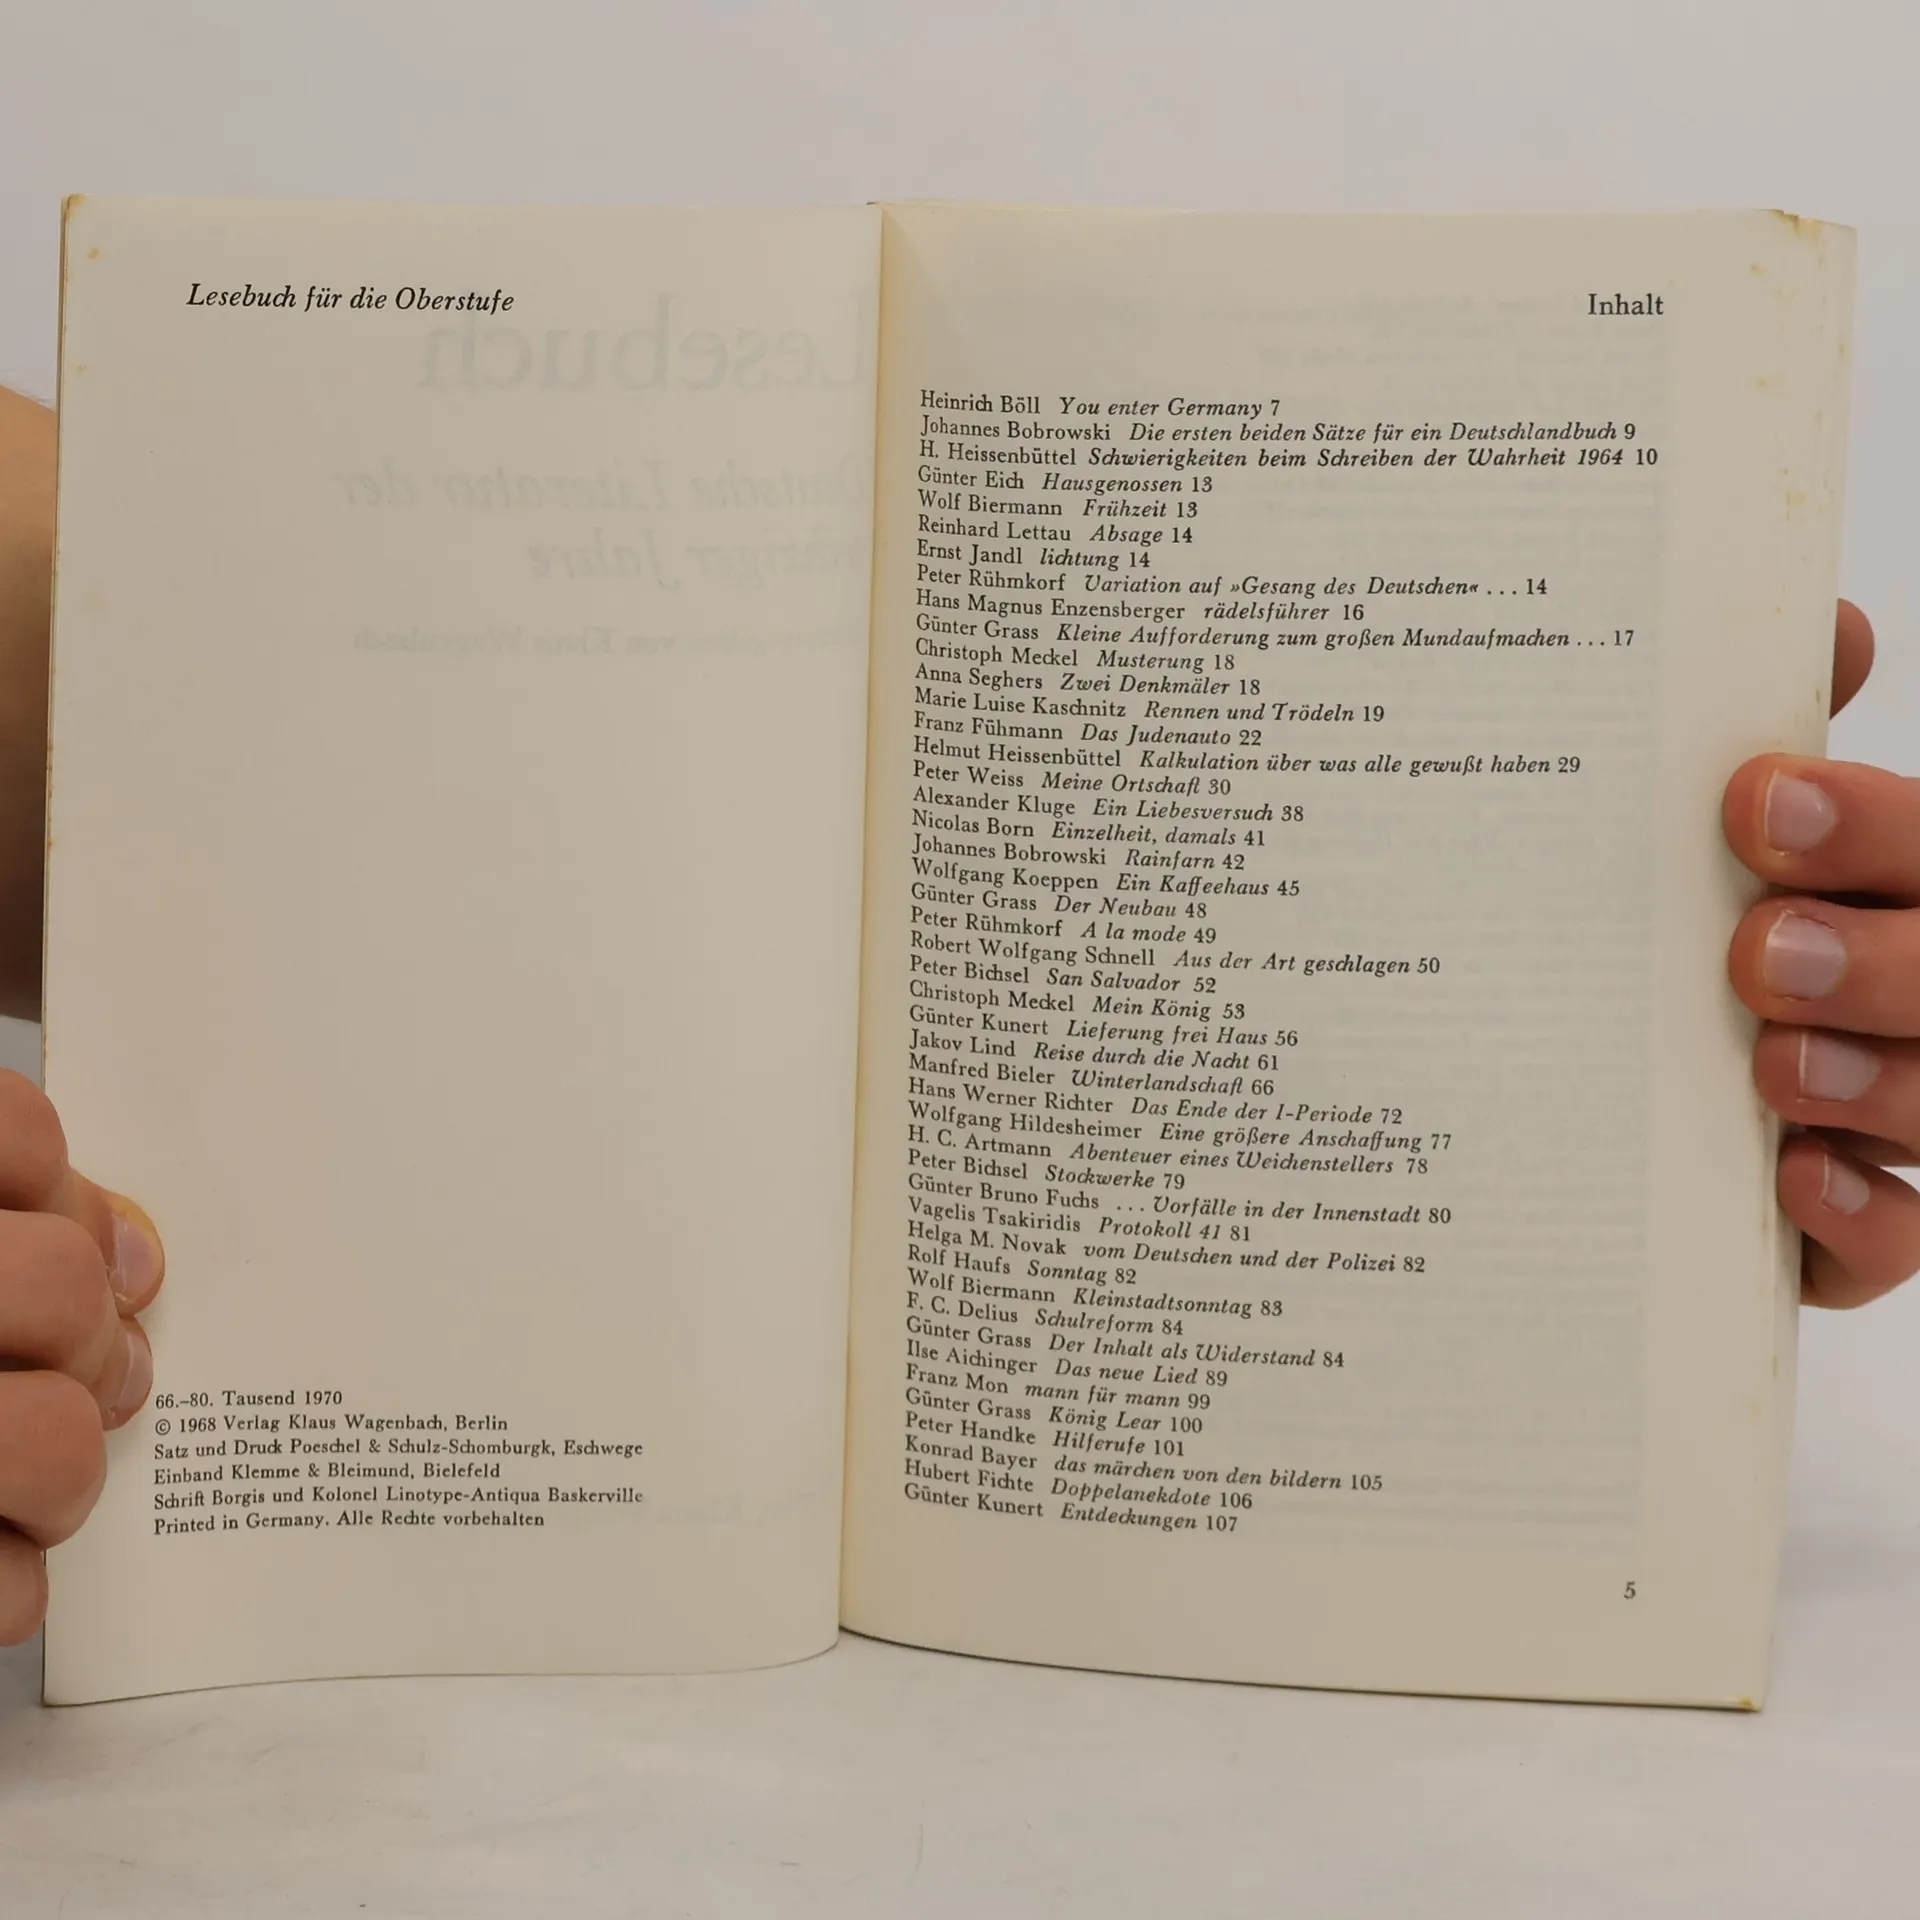 Lesebuch für die Oberstufe
66.–80. Tausend 1970
© 1968 Verlag Klaus Wagenbach, Berlin
Satz und Druck Poeschel & Schulz-Schomburgk, Eschwege
Einband Klemme & Bleimund, Bielefeld
Schrift Borgis und Kolonel Linotype-Antiqua Baskerville
Printed in Germany. Alle Rechte vorbehalten
Inhalt
Heinrich Böll You enter Germany 7
Johannes Bobrowski Die ersten beiden Sätze für ein Deutschlandbuch 9
H. Heissenbüttel Schwierigkeiten beim Schreiben der Wahrheit 1964 10
Günter Eich Hausgenossen 13
Wolf Biermann Frühzeit 13
Reinhard Lettau Absage 14
Ernst Jandl lichtung 14
Peter Rühmkorf Variation auf »Gesang des Deutschen« ... 14
Hans Magnus Enzensberger rädelsführer 16
Günter Grass Kleine Aufforderung zum großen Mundaufmachen ... 17
Christoph Meckel Musterung 18
Anna Seghers Zwei Denkmäler 18
Marie Luise Kaschnitz Rennen und Trödeln 19
Franz Fühmann Das Judenauto 22
Helmut Heissenbüttel Kalkulation über was alle gewußt haben 29
Peter Weiss Meine Ortschaft 30
Alexander Kluge Ein Liebesversuch 38
Nicolas Born Einzelheit, damals 41
Johannes Bobrowski Rainfarn 42
Wolfgang Koeppen Ein Kaffeehaus 45
Günter Grass Der Neubau 48
Peter Rühmkorf A la mode 49
Robert Wolfgang Schnell Aus der Art geschlagen 50
Peter Bichsel San Salvador 52
Christoph Meckel Mein König 53
Günter Kunert Lieferung frei Haus 56
Jakov Lind Reise durch die Nacht 61
Manfred Bieler Winterlandschaft 66
Hans Werner Richter Das Ende der I-Periode 72
Wolfgang Hildesheimer Eine größere Anschaffung 77
H. C. Artmann Abenteuer eines Weichenstellers 78
Peter Bichsel Stockwerke 79
Günter Bruno Fuchs ... Vorfälle in der Innenstadt 80
Vagelis Tsakiridis Protokoll 41 81
Helga M. Novak vom Deutschen und der Polizei 82
Rolf Haufs Sonntag 82
Wolf Biermann Kleinstadtsonntag 83
F. C. Delius Schulreform 84
Günter Grass Der Inhalt als Widerstand 84
Ilse Aichinger Das neue Lied 89
Franz Mon mann für mann 99
Günter Grass König Lear 100
Peter Handke Hilferufe 101
Konrad Bayer das märchen von den bildern 105
Hubert Fichte Doppelanekdote 106
Günter Kunert Entdeckungen 107
5